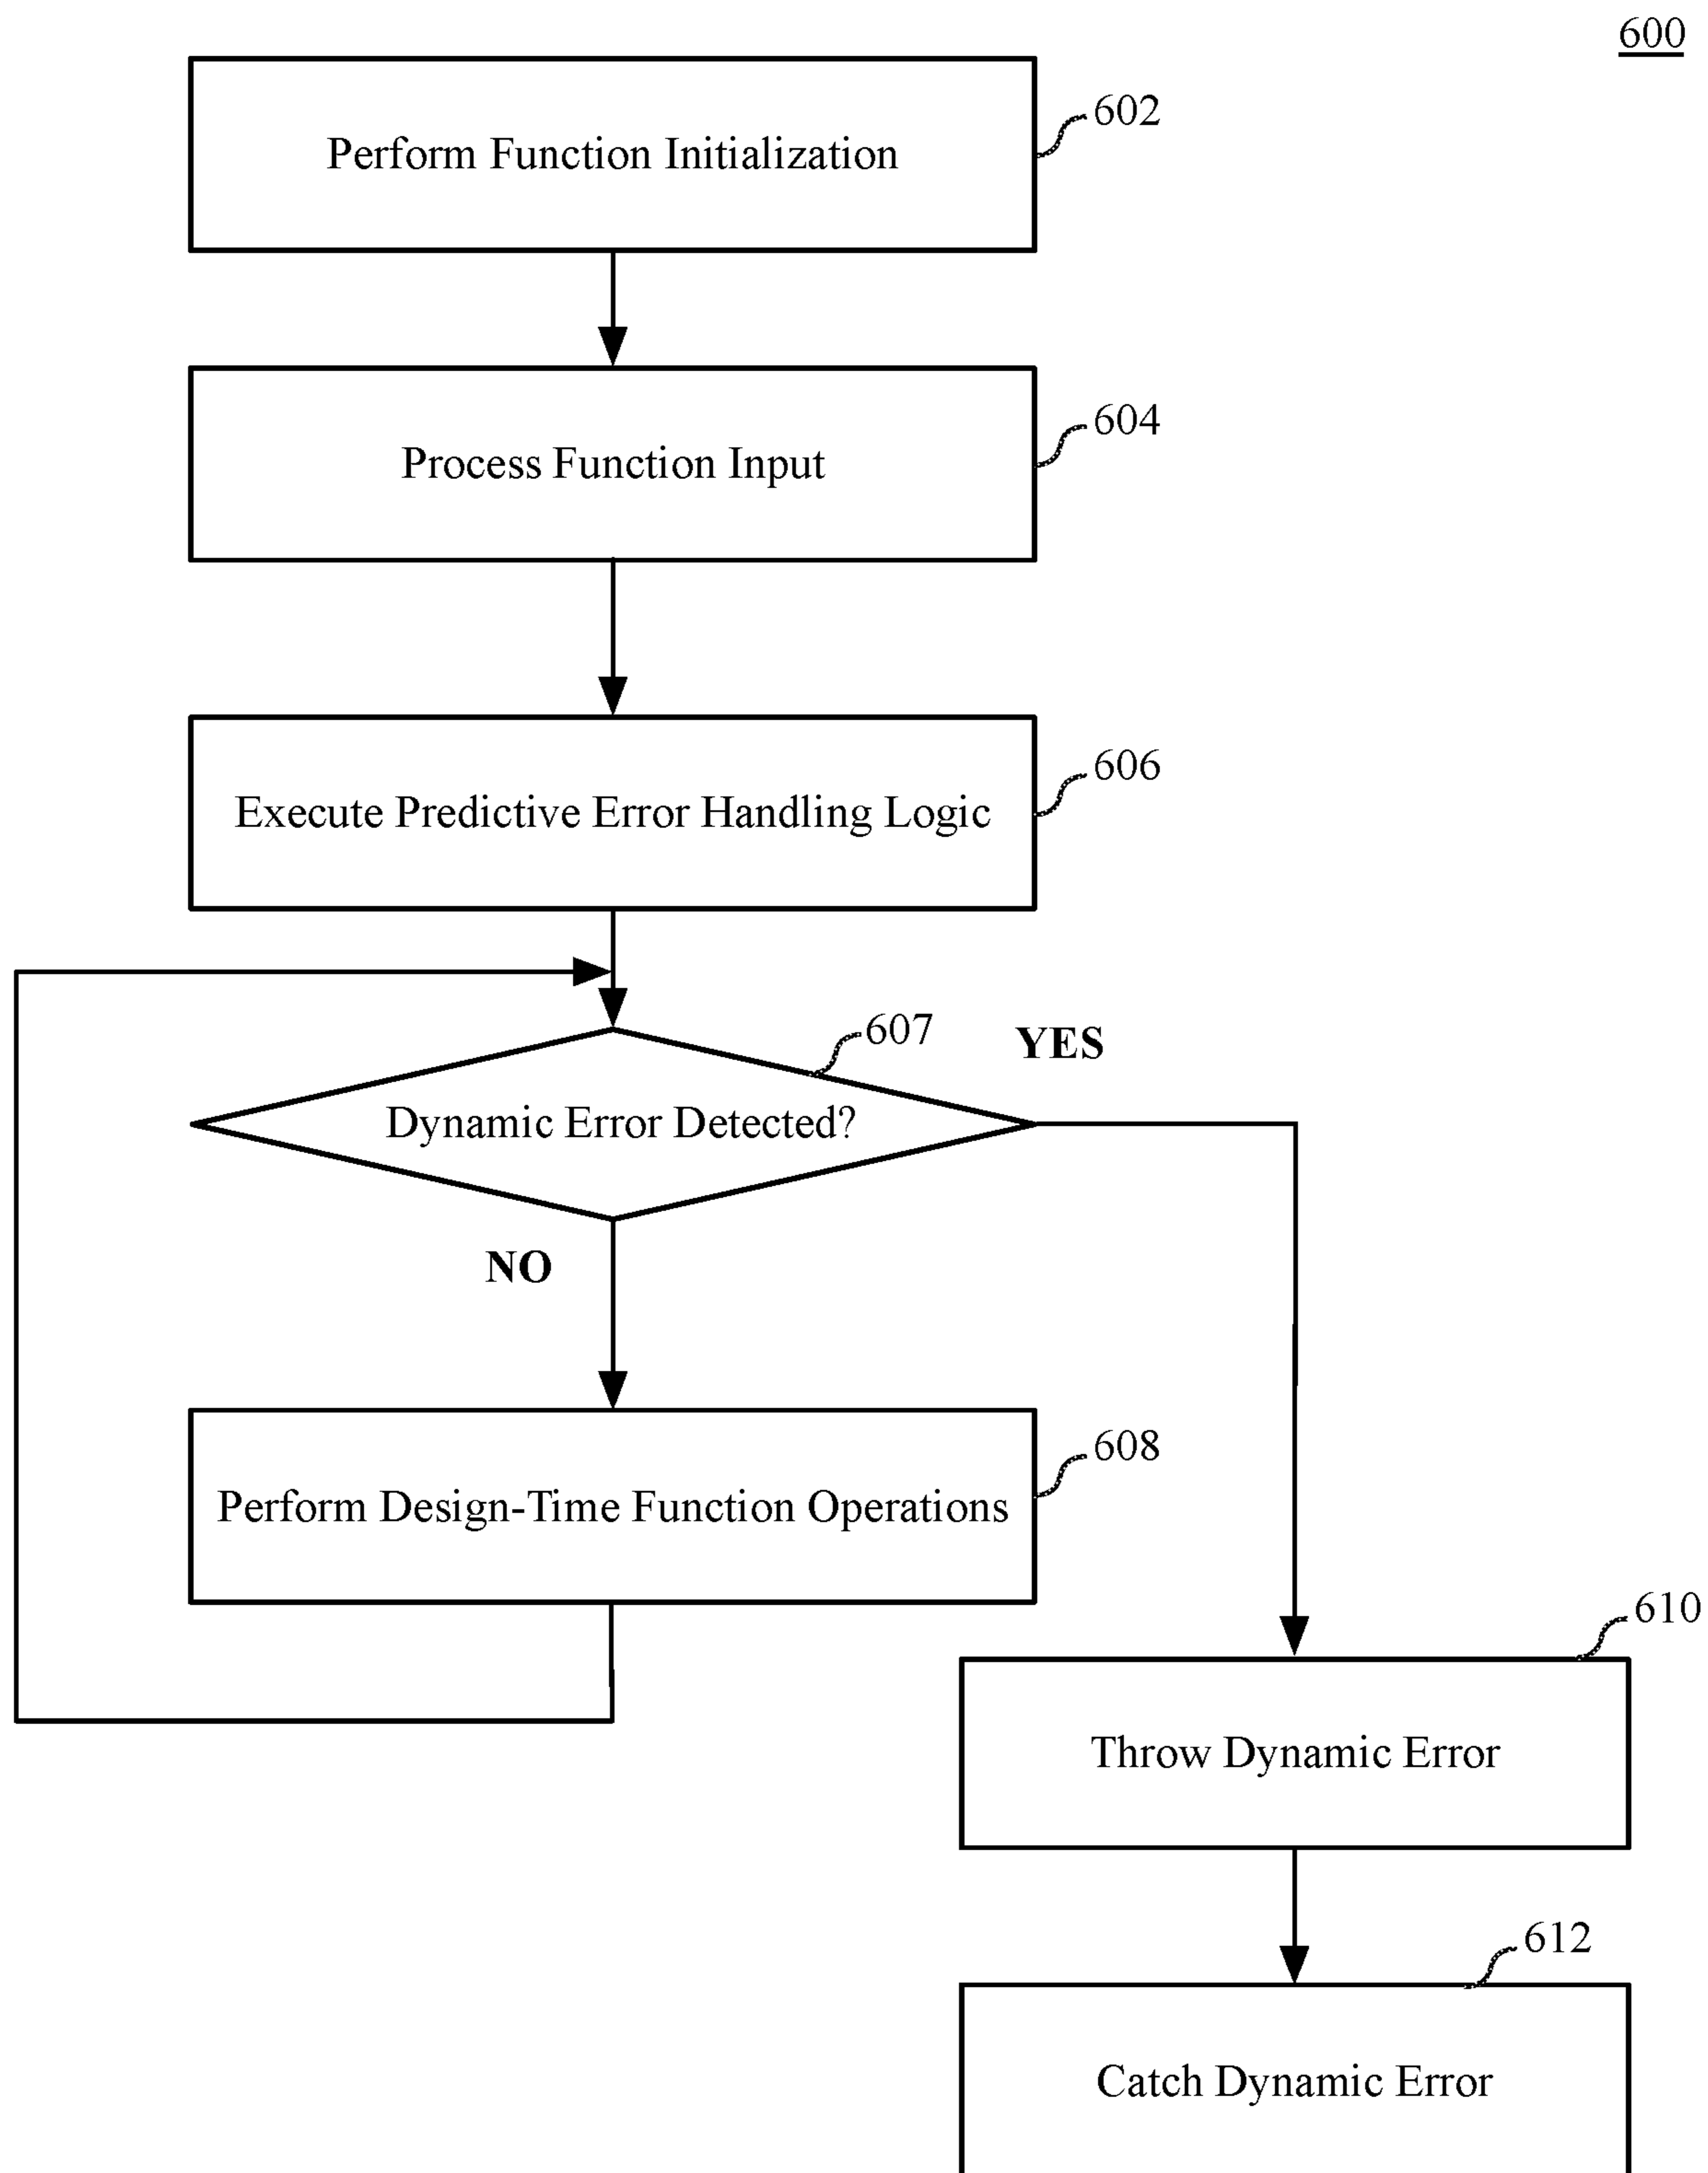 600
Perform Function Initialization
602
Process Function Input
604
Execute Predictive Error Handling Logic
606
Dynamic Error Detected?
607
YES
NO
Perform Design-Time Function Operations
608
Throw Dynamic Error
610
Catch Dynamic Error
612